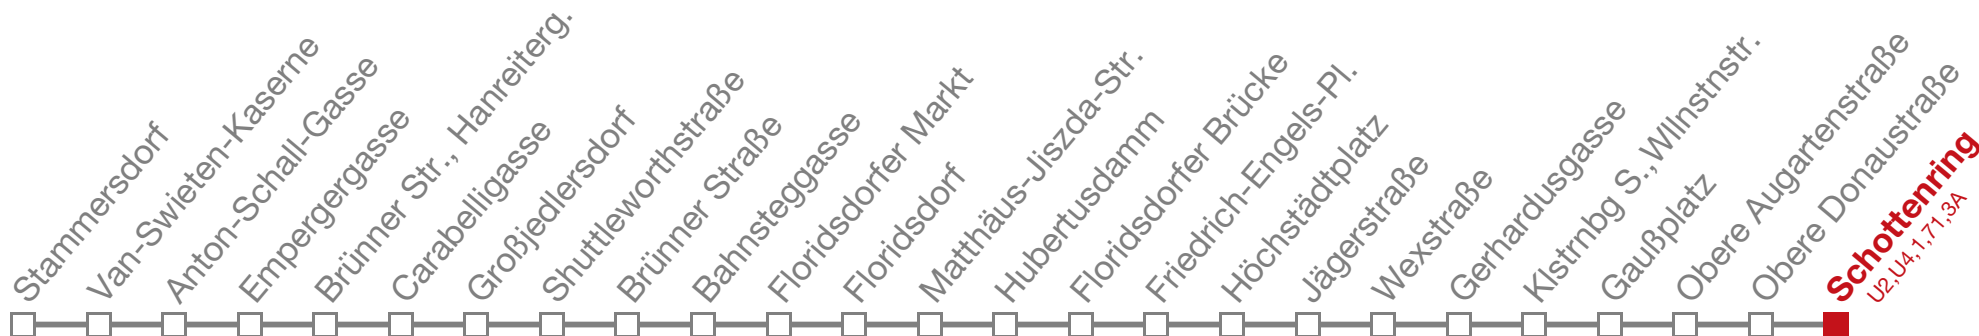 Stammersdorf
Van-Swieten-Kaserne
Anton-Schall-Gasse
Empergergasse
Brünner Str., Hanreiterg.
Carabelligasse
Großjedlersdorf
Shuttleworthstraße
Brünner Straße
Bahnsteggasse
Floridsdorfer Markt
Floridsdorf
Matthäus-Jiszda-Str.
Hubertusdamm
Floridsdorfer Brücke
Friedrich-Engels-Pl.
Höchstädtplatz
Jägerstraße
Wexstraße
Gerhardusgasse
Klstrnbg S., Wllnstnstr.
Gaußplatz
Obere Augartenstraße
Obere Donaustraße
Schottenring
U2,U4,1,71,3A